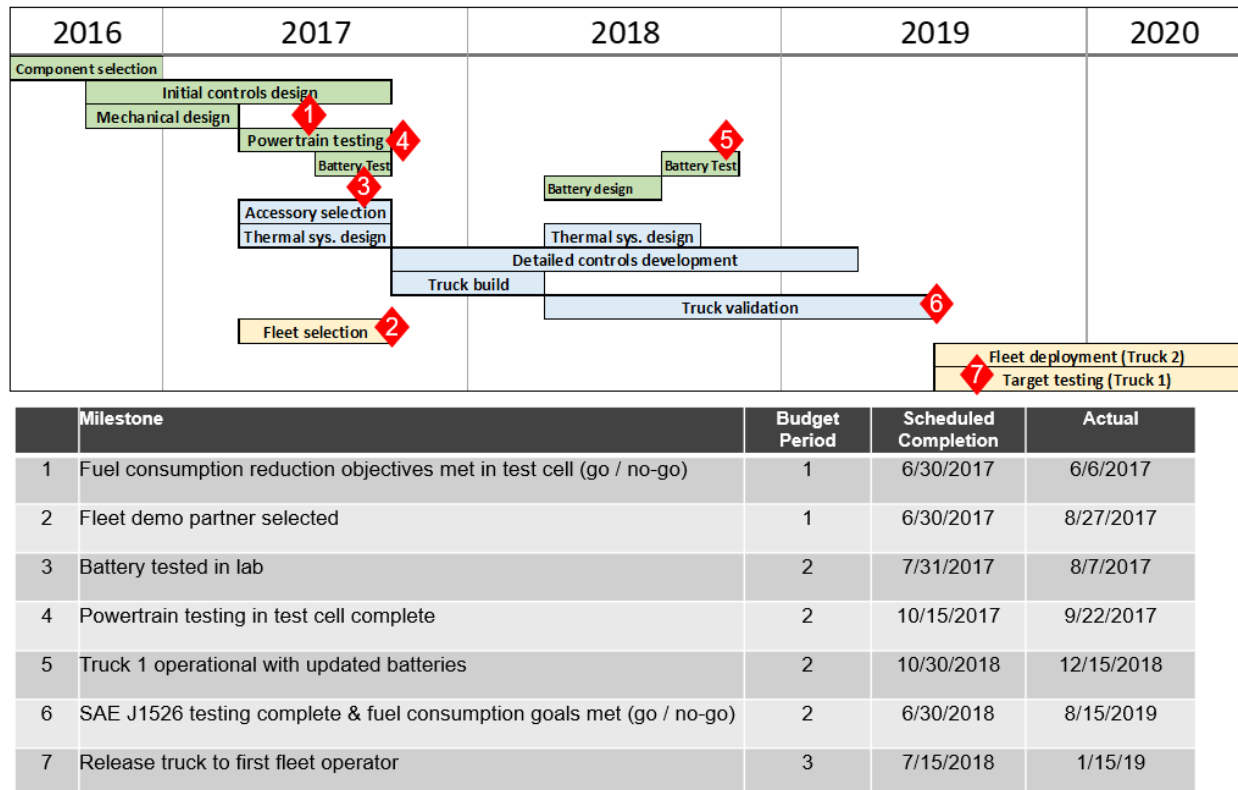 2016 2017 2018 2019 2020
Component selection
Initial controls design
Mechanical design 1
Powertrain testing 4
Battery Test Battery Test 5
3 Battery design
Accessory selection
Thermal sys. design Thermal sys. design
Detailed controls development
Truck build
Truck validation 6
Fleet selection 2
Fleet deployment (Truck 2)
7 Target testing (Truck 1)
Milestone Budget Period Scheduled Completion Actual
1 Fuel consumption reduction objectives met in test cell (go / no-go) 1 6/30/2017 6/6/2017
2 Fleet demo partner selected 1 6/30/2017 8/27/2017
3 Battery tested in lab 2 7/31/2017 8/7/2017
4 Powertrain testing in test cell complete 2 10/15/2017 9/22/2017
5 Truck 1 operational with updated batteries 2 10/30/2018 12/15/2018
6 SAE J1526 testing complete & fuel consumption goals met (go / no-go) 2 6/30/2018 8/15/2019
7 Release truck to first fleet operator 3 7/15/2018 1/15/19